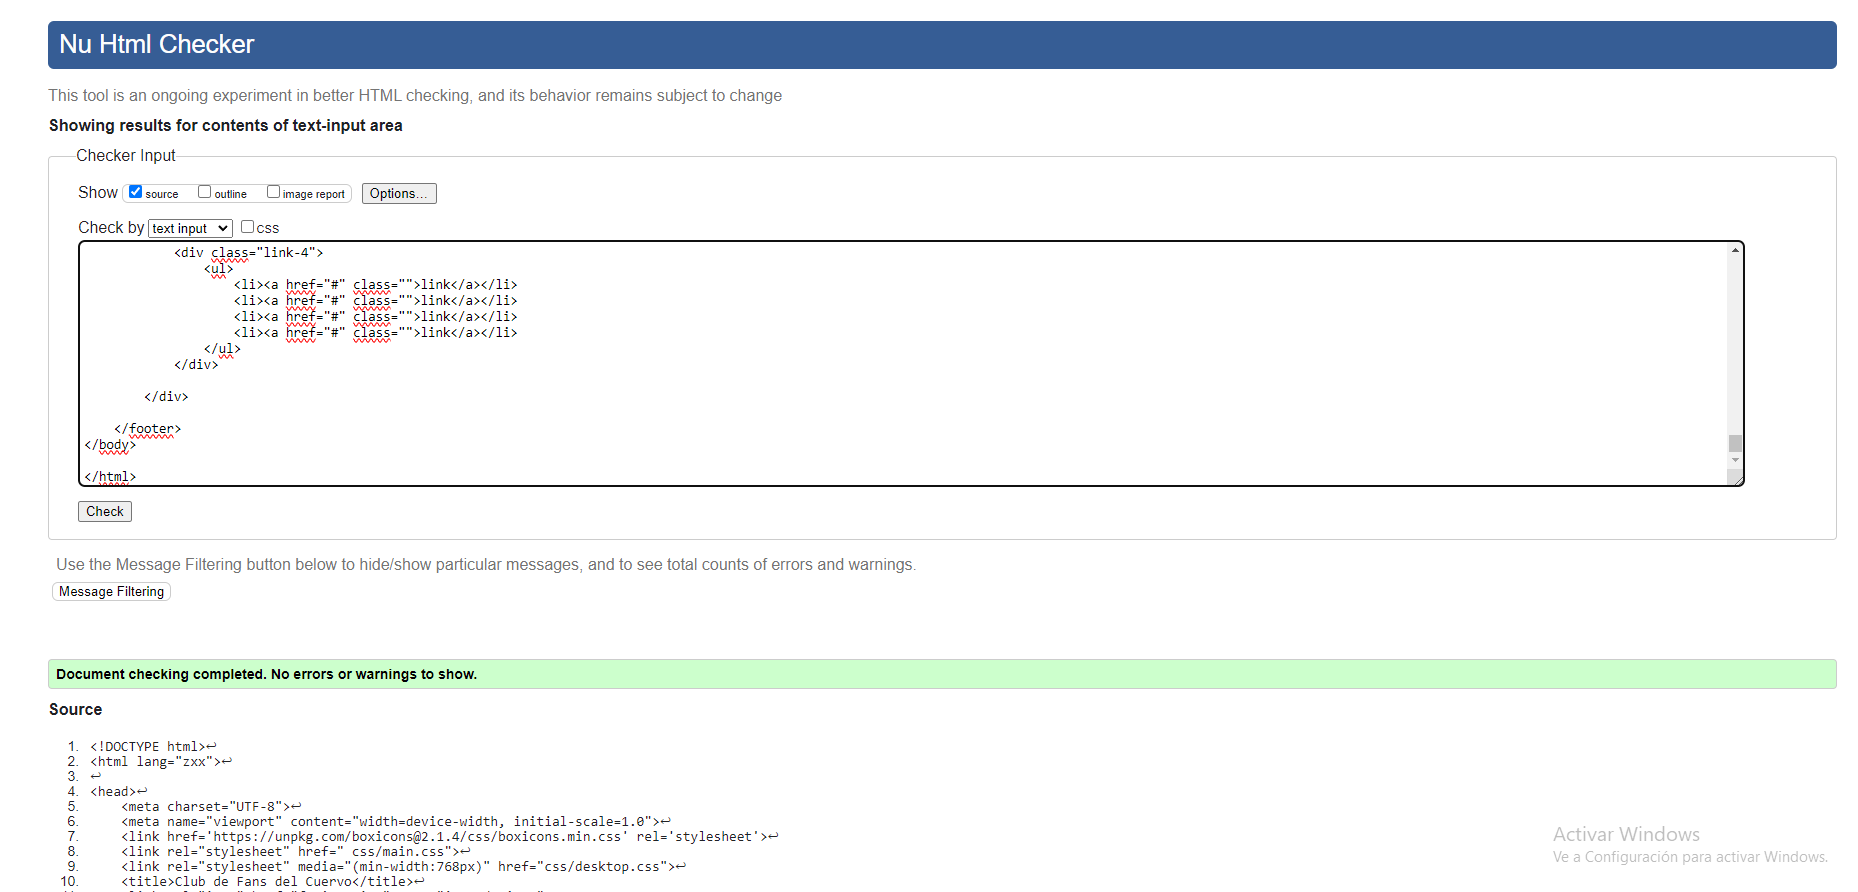 Nu Html Checker
This tool is an ongoing experiment in better HTML checking, and its behavior remains subject to change
Showing results for contents of text-input area
Checker Input
Show source outline image report Options...
Check by text input css
<div class="link-4">
<ul>
<li><a href="#" class="">link</a></li>
<li><a href="#" class="">link</a></li>
<li><a href="#" class="">link</a></li>
<li><a href="#" class="">link</a></li>
</ul>
</div>
</div>
</footer>
</body>
</html>
Check
Use the Message Filtering button below to hide/show particular messages, and to see total counts of errors and warnings.
Message Filtering
Document checking completed. No errors or warnings to show.
Source
1. <!DOCTYPE html>↩
2. <html lang="zxx">↩
3. ↩
4. <head>↩
5. <meta charset="UTF-8">↩
6. <meta name="viewport" content="width=device-width, initial-scale=1.0">↩
7. <link href='https://unpkg.com/boxicons@2.1.4/css/boxicons.min.css' rel='stylesheet'>↩
8. <link rel="stylesheet" href=" css/main.css">↩
9. <link rel="stylesheet" media="(min-width:768px)" href="css/desktop.css">↩
10. <title>Club de Fans del Cuervo</title>↩
Activar Windows
Ve a Configuración para activar Windows.